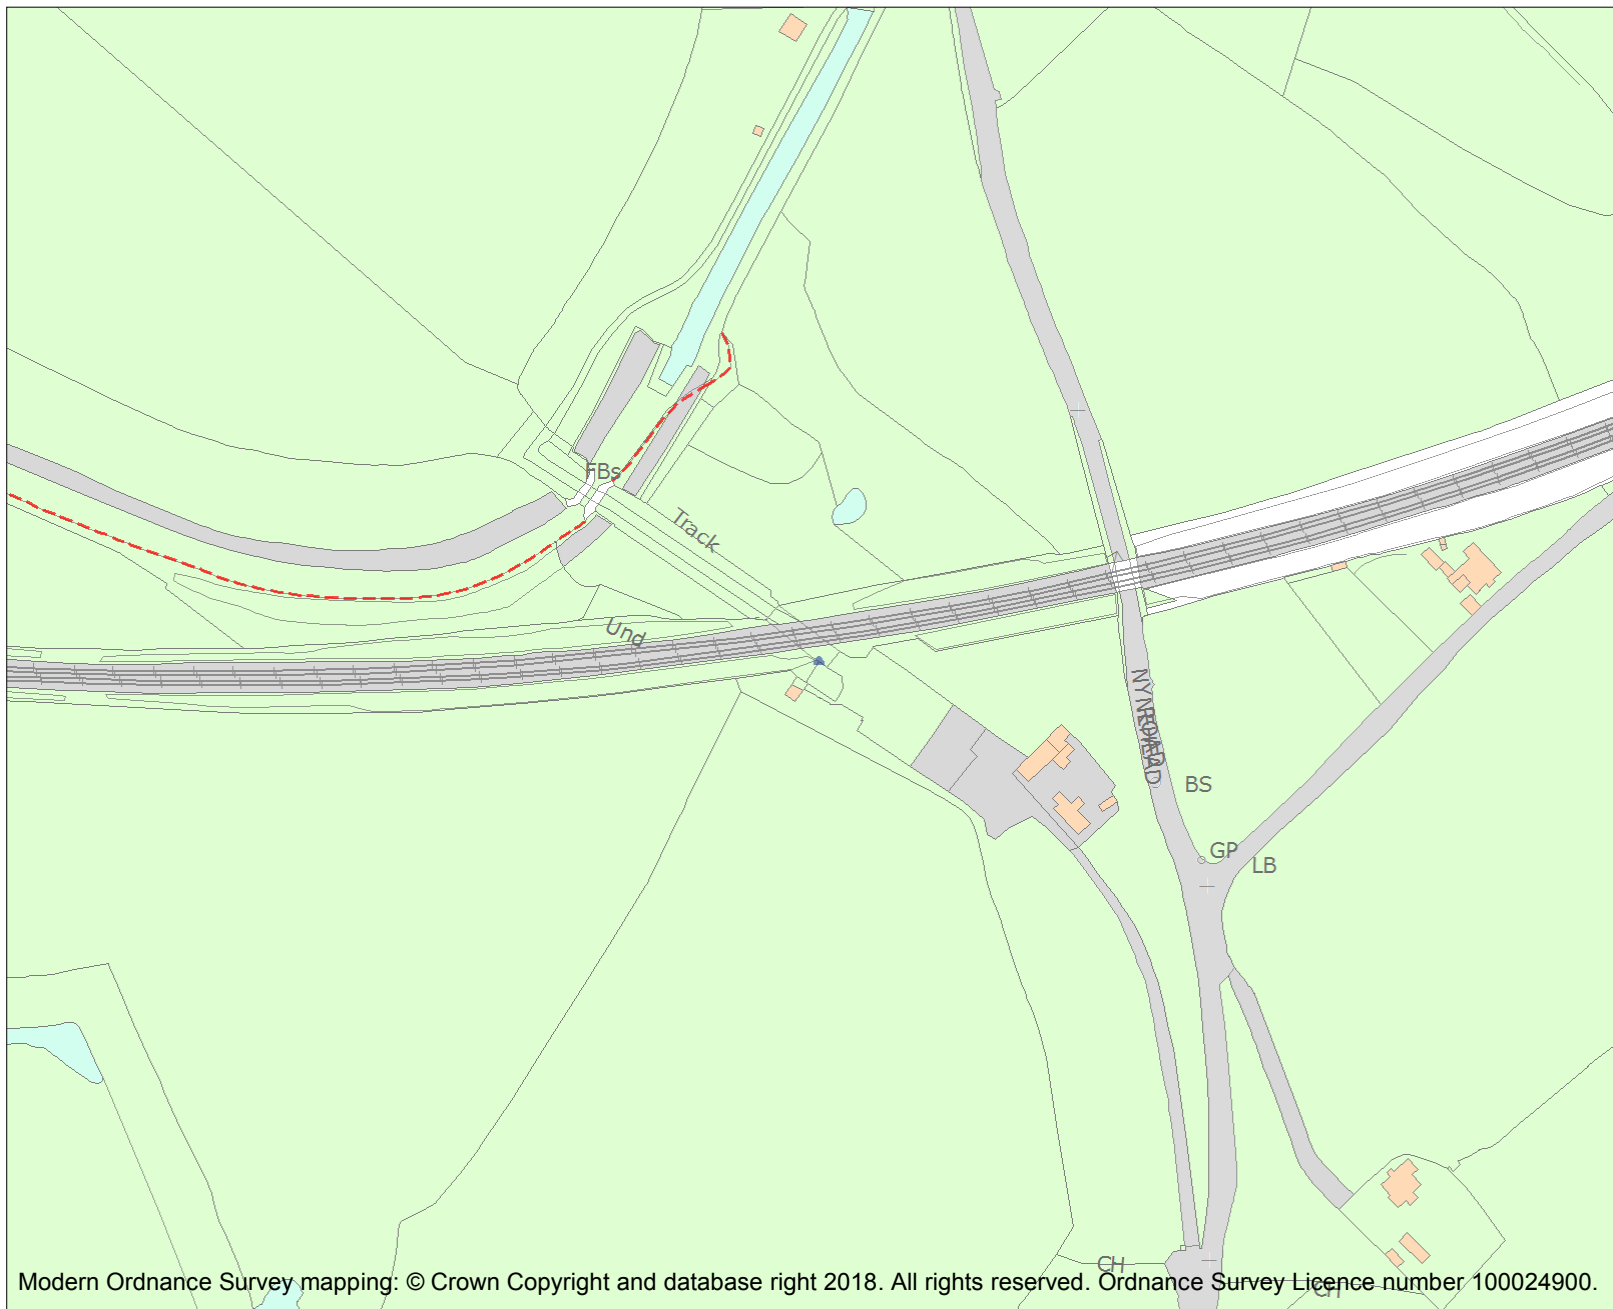 FBs
Track
Und
NYNEHEAD
ROAD
BS
GP
LB
CH
CH
Modern Ordnance Survey mapping: © Crown Copyright and database right 2018. All rights reserved. Ordnance Survey Licence number 100024900.